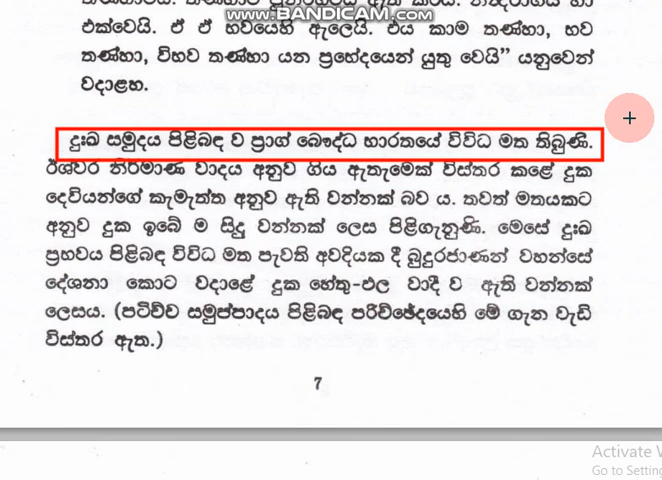 WWW.BANDICAM.COM
එක්වෙයි. ඒ ඒ භවයෙහි ඇලෙයි. එය කාම තණ්හා, භව
තණ්හා, විභව තණ්හා යන ප්‍රභේදයෙන් යුතු වෙයි” යනුවෙන්
වදාළහ.
දුඃඛ සමුදය පිළිබඳ ව ප්‍රාග් බෞද්ධ භාරතයේ විවිධ මත තිබුණි.
ඊශ්වර නිර්මාණ වාදය අනුව ගිය ඇතැමෙක් විස්තර කළේ දුක
දෙවියන්ගේ කැමැත්ත අනුව ඇති වන්නක් බව ය. තවත් මතයකට
අනුව දුක ඉබේ ම සිදු වන්නක් ලෙස පිළිගැනුණි. මෙසේ දුඃඛ
ප්‍රභවය පිළිබඳ විවිධ මත පැවති අවදියක දී බුදුරජාණන් වහන්සේ
දේශනා කොට වදාළේ දුක හේතු-ඵල වාදී ව ඇති වන්නක්
ලෙසය. (පටිච්ච සමුප්පාදය පිළිබඳ පරිච්ඡේදයෙහි මේ ගැන වැඩි
විස්තර ඇත.)
7
Activate
Go to Settin